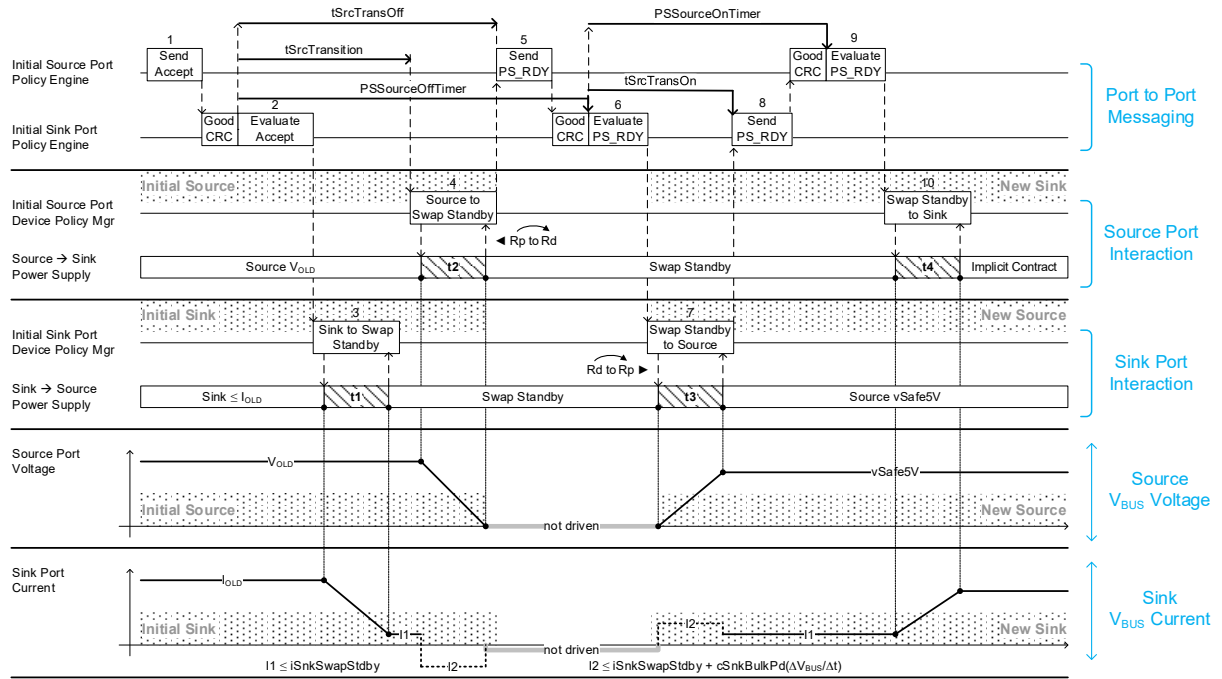 tSrcTransOff
PSSourceOnTimer
1
5
9
Initial Source Port
Policy Engine
Send
Accept
tSrcTransition
Send
PS_RDY
Good
CRC
Evaluate
PS_RDY
tSrcTransOn
Port to Port
Messaging
PSSourceOffTimer
2
6
8
Initial Sink Port
Policy Engine
Good
CRC
Evaluate
Accept
Good
CRC
Evaluate
PS_RDY
Send
PS_RDY
Initial Source
New Sink
4
10
Initial Source Port
Device Policy Mgr
Source to
Swap Standby
Swap Standby
to Sink
Source Port
Interaction
◄ Rp to Rd
Source → Sink
Power Supply
Source VOLD
t2
Swap Standby
t4
Implicit Contract
Initial Sink
New Source
3
7
Initial Sink Port
Device Policy Mgr
Sink to Swap
Standby
Swap Standby
to Source
Sink Port
Interaction
Rd to Rp ►
Sink → Source
Power Supply
Sink ≤ IOLD
t1
Swap Standby
t3
Source vSafe5V
Source Port
Voltage
VOLD
vSafe5V
Source
VBUS Voltage
Initial Source
New Source
not driven
Sink Port
Current
IOLD
Sink
VBUS Current
Initial Sink
I1
I2
I2
I1
New Sink
not driven
I1 ≤ iSnkSwapStdby
I2 ≤ iSnkSwapStdby + cSnkBulkPd(ΔVBUS/Δt)